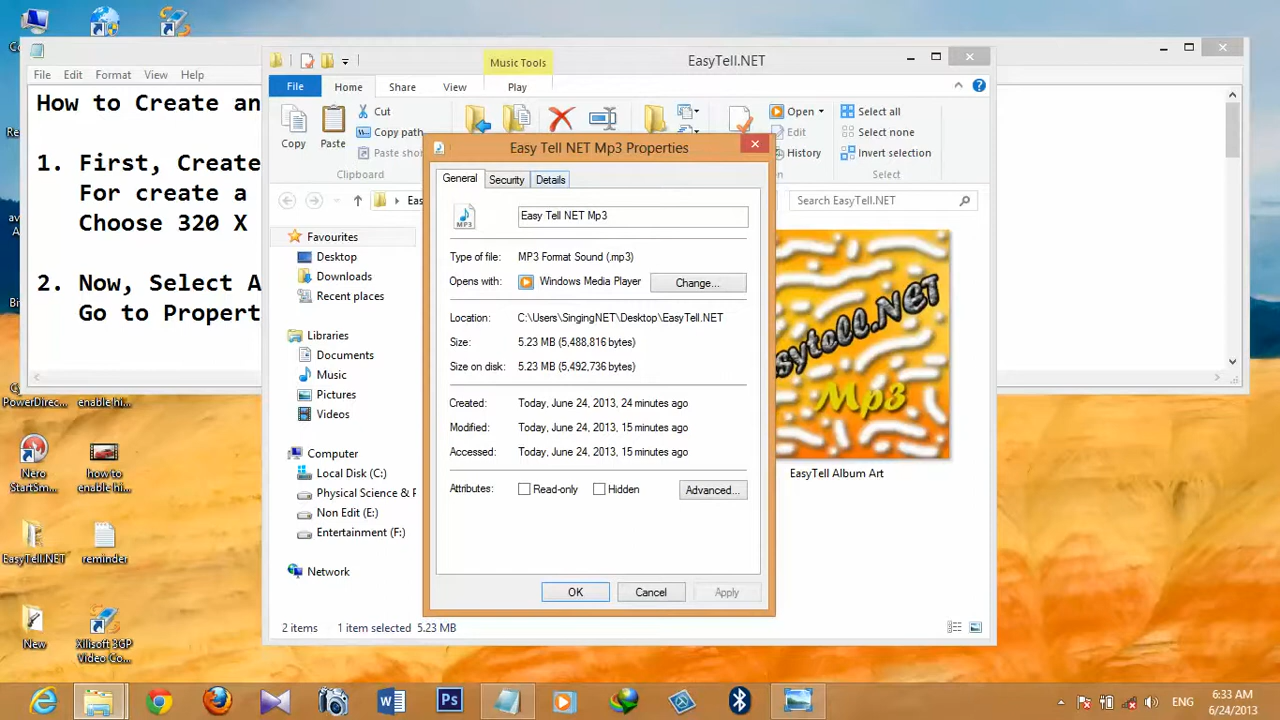 File Edit Format View Help
How to Create an
1. First, Create
For create a
Choose 320 X
2. Now, Select A
Go to Propert
Music Tools
EasyTell.NET
File Home Share View Play
Copy
Paste
Cut
Copy path
Paste sho
Clipboard
Open
Edit
History
Select all
Select none
Invert selection
Select
Search EasyTell.NET
Favourites
Desktop
Downloads
Recent places
Libraries
Documents
Music
Pictures
Videos
Computer
Local Disk (C:)
Physical Science & F
Non Edit (E:)
Entertainment (F:)
Network
2 items 1 item selected 5.23 MB
Easy Tell NET Mp3 Properties
General Security Details
MP3
Easy Tell NET Mp3
Type of file: MP3 Format Sound (.mp3)
Opens with: Windows Media Player Change...
Location: C:\Users\SingingNET\Desktop\EasyTell.NET
Size: 5.23 MB (5,488,816 bytes)
Size on disk: 5.23 MB (5,492,736 bytes)
Created: Today, June 24, 2013, 24 minutes ago
Modified: Today, June 24, 2013, 15 minutes ago
Accessed: Today, June 24, 2013, 15 minutes ago
Attributes: Read-only Hidden Advanced...
OK Cancel Apply
sytell.NET
Mp3
EasyTell Album Art
PowerDirec...
enable hi...
Nero
StartSm...
how to
enable hi...
EasyTell.NET
reminder
New
Xilisoft 3GP
Video Co...
W
Ps
ENG
6:33 AM
6/24/2013